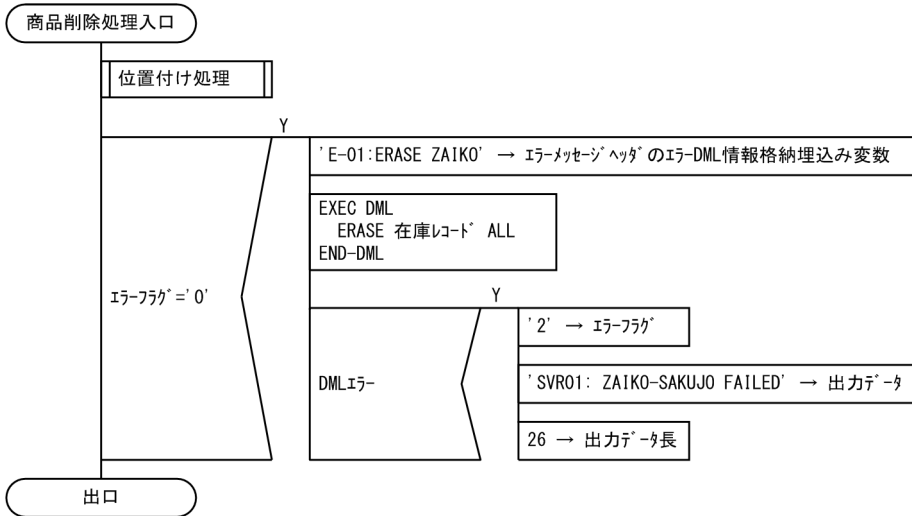 商品削除処理入口
位置付け処理
Y
'E-01:ERASE ZAIKO' → ｴﾗｰﾒｯｾｰｼﾞﾍｯﾀﾞのｴﾗｰDML情報格納埋込み変数
EXEC DML
ERASE 在庫ﾚｺｰﾄﾞ ALL
END-DML
ｴﾗｰﾌﾗｸﾞ='0'
Y
'2' → ｴﾗｰﾌﾗｸﾞ
DMLｴﾗｰ
'SVR01: ZAIKO-SAKUJO FAILED' → 出力ﾃﾞｰﾀ
26 → 出力ﾃﾞｰﾀ長
出口